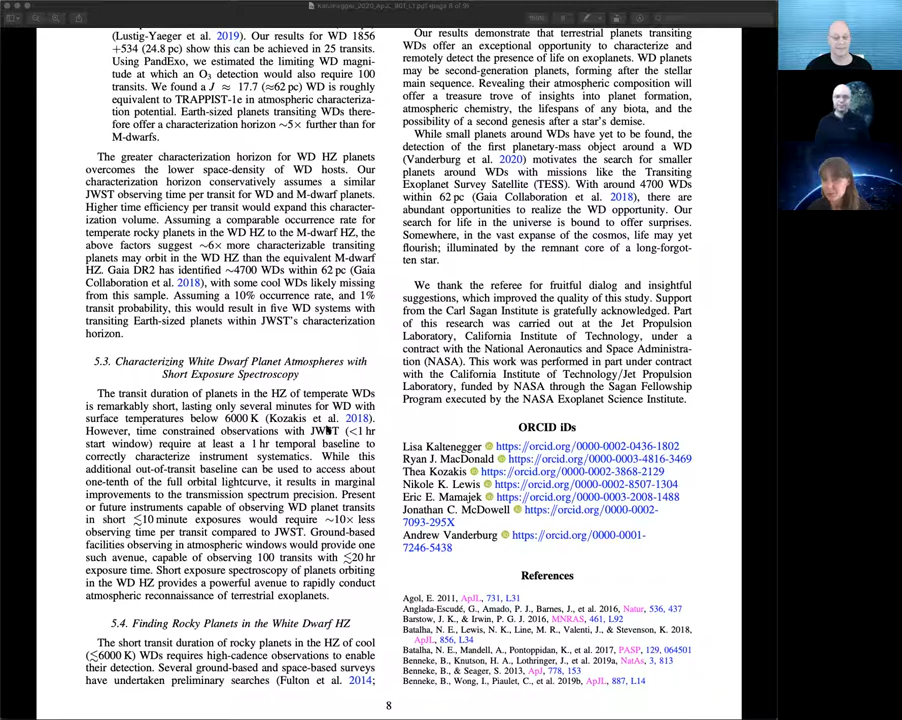 Kaltenegger_2020_ApJL_901_L1.pdf (page 8 of 9)
(Lustig-Yaeger et al. 2019). Our results for WD 1856
+534 (24.8 pc) show this can be achieved in 25 transits.
Using PandExo, we estimated the limiting WD magni-
tude at which an O3 detection would also require 100
transits. We found a J ≈ 17.7 (≈62 pc) WD is roughly
equivalent to TRAPPIST-1e in atmospheric characteriza-
tion potential. Earth-sized planets transiting WDs there-
fore offer a characterization horizon ∼5× further than for
M-dwarfs.
The greater characterization horizon for WD HZ planets
overcomes the lower space-density of WD hosts. Our
characterization horizon conservatively assumes a similar
JWST observing time per transit for WD and M-dwarf planets.
Higher time efficiency per transit would expand this character-
ization volume. Assuming a comparable occurrence rate for
temperate rocky planets in the WD HZ to the M-dwarf HZ, the
above factors suggest ∼6× more characterizable transiting
planets may orbit in the WD HZ than the equivalent M-dwarf
HZ. Gaia DR2 has identified ∼4700 WDs within 62 pc (Gaia
Collaboration et al. 2018), with some cool WDs likely missing
from this sample. Assuming a 10% occurrence rate, and 1%
transit probability, this would result in five WD systems with
transiting Earth-sized planets within JWST's characterization
horizon.
5.3. Characterizing White Dwarf Planet Atmospheres with
Short Exposure Spectroscopy
The transit duration of planets in the HZ of temperate WDs
is remarkably short, lasting only several minutes for WD with
surface temperatures below 6000 K (Kozakis et al. 2018).
However, time constrained observations with JWST (<1 hr
start window) require at least a 1 hr temporal baseline to
correctly characterize instrument systematics. While this
additional out-of-transit baseline can be used to access about
one-tenth of the full orbital lightcurve, it results in marginal
improvements to the transmission spectrum precision. Present
or future instruments capable of observing WD planet transits
in short ≲10 minute exposures would require ∼10× less
observing time per transit compared to JWST. Ground-based
facilities observing in atmospheric windows would provide one
such avenue, capable of observing 100 transits with ≲20 hr
exposure time. Short exposure spectroscopy of planets orbiting
in the WD HZ provides a powerful avenue to rapidly conduct
atmospheric reconnaissance of terrestrial exoplanets.
5.4. Finding Rocky Planets in the White Dwarf HZ
The short transit duration of rocky planets in the HZ of cool
(≲6000 K) WDs requires high-cadence observations to enable
their detection. Several ground-based and space-based surveys
have undertaken preliminary searches (Fulton et al. 2014;
Our results demonstrate that terrestrial planets transiting
WDs offer an exceptional opportunity to characterize and
remotely detect the presence of life on exoplanets. WD planets
may be second-generation planets, forming after the stellar
main sequence. Revealing their atmospheric composition will
offer a treasure trove of insights into planet formation,
atmospheric chemistry, the lifespans of any biota, and the
possibility of a second genesis after a star's demise.
While small planets around WDs have yet to be found, the
detection of the first planetary-mass object around a WD
(Vanderburg et al. 2020) motivates the search for smaller
planets around WDs with missions like the Transiting
Exoplanet Survey Satellite (TESS). With around 4700 WDs
within 62 pc (Gaia Collaboration et al. 2018), there are
abundant opportunities to realize the WD opportunity. Our
search for life in the universe is bound to offer surprises.
Somewhere, in the vast expanse of the cosmos, life may yet
flourish; illuminated by the remnant core of a long-forgot-
ten star.
We thank the referee for fruitful dialog and insightful
suggestions, which improved the quality of this study. Support
from the Carl Sagan Institute is gratefully acknowledged. Part
of this research was carried out at the Jet Propulsion
Laboratory, California Institute of Technology, under a
contract with the National Aeronautics and Space Administra-
tion (NASA). This work was performed in part under contract
with the California Institute of Technology/Jet Propulsion
Laboratory, funded by NASA through the Sagan Fellowship
Program executed by the NASA Exoplanet Science Institute.
ORCID iDs
Lisa Kaltenegger https://orcid.org/0000-0002-0436-1802
Ryan J. MacDonald https://orcid.org/0000-0003-4816-3469
Thea Kozakis https://orcid.org/0000-0002-3868-2129
Nikole K. Lewis https://orcid.org/0000-0002-8507-1304
Eric E. Mamajek https://orcid.org/0000-0003-2008-1488
Jonathan C. McDowell https://orcid.org/0000-0002-
7093-295X
Andrew Vanderburg https://orcid.org/0000-0001-
7246-5438
References
Agol, E. 2011, ApJL, 731, L31
Anglada-Escudé, G., Amado, P. J., Barnes, J., et al. 2016, Natur, 536, 437
Barstow, J. K., & Irwin, P. G. J. 2016, MNRAS, 461, L92
Batalha, N. E., Lewis, N. K., Line, M. R., Valenti, J., & Stevenson, K. 2018,
ApJL, 856, L34
Batalha, N. E., Mandell, A., Pontoppidan, K., et al. 2017, PASP, 129, 064501
Benneke, B., Knutson, H. A., Lothringer, J., et al. 2019a, NatAs, 3, 813
Benneke, B., & Seager, S. 2013, ApJ, 778, 153
Benneke, B., Wong, I., Piaulet, C., et al. 2019b, ApJL, 887, L14
8